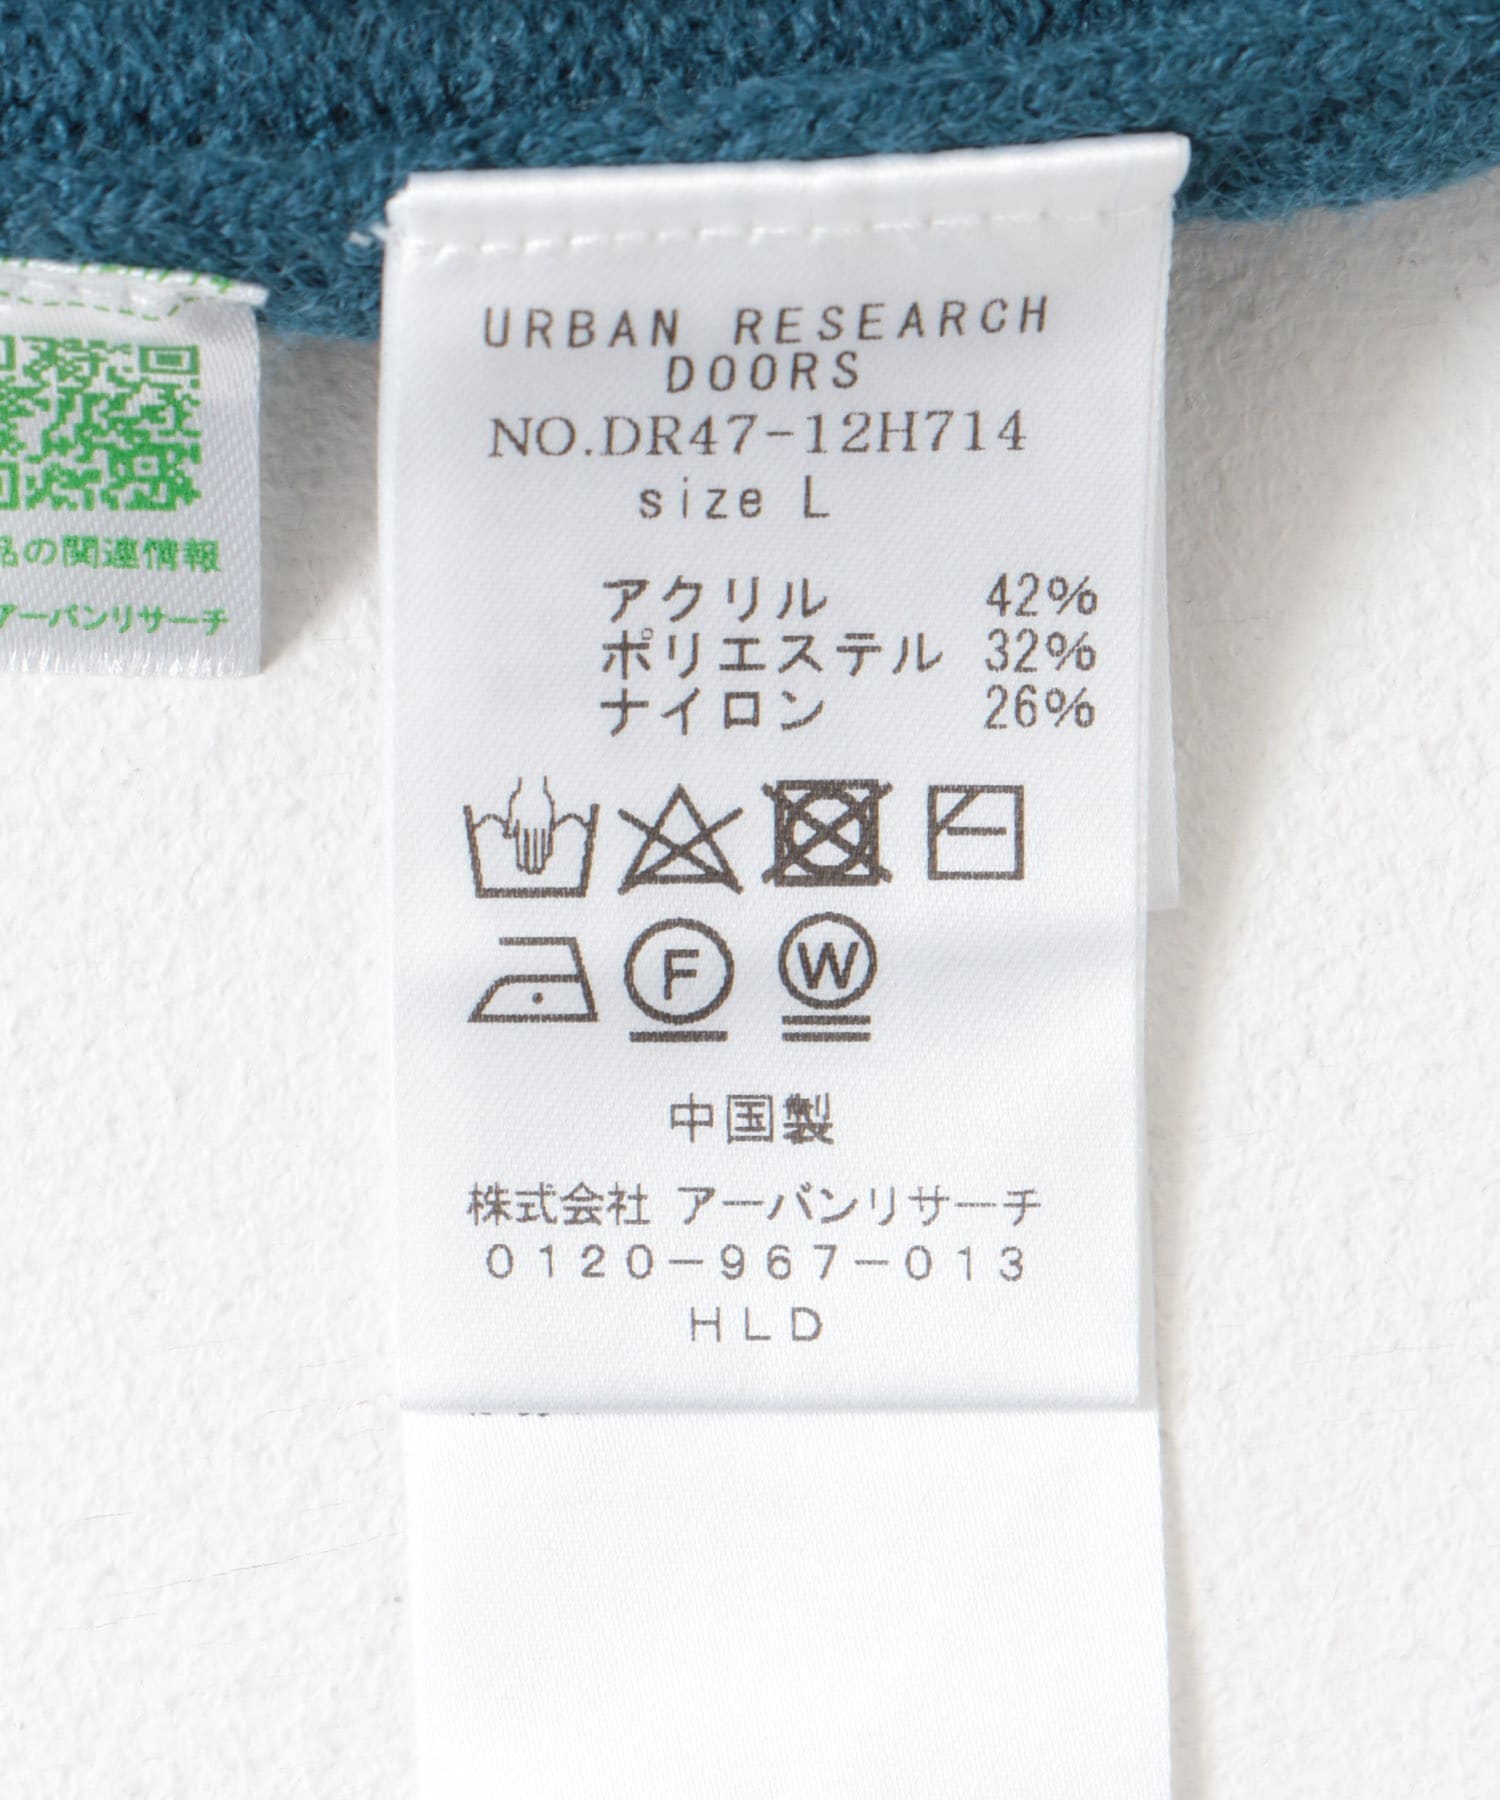 URBAN RESEARCH
DOORS
NO.DR47-12H714
size L
アクリル 42%
ポリエステル 32%
ナイロン 26%
F W
中国製
株式会社 アーバンリサーチ
0120-967-013
HLD
の関連情報
アーバンリサーチ